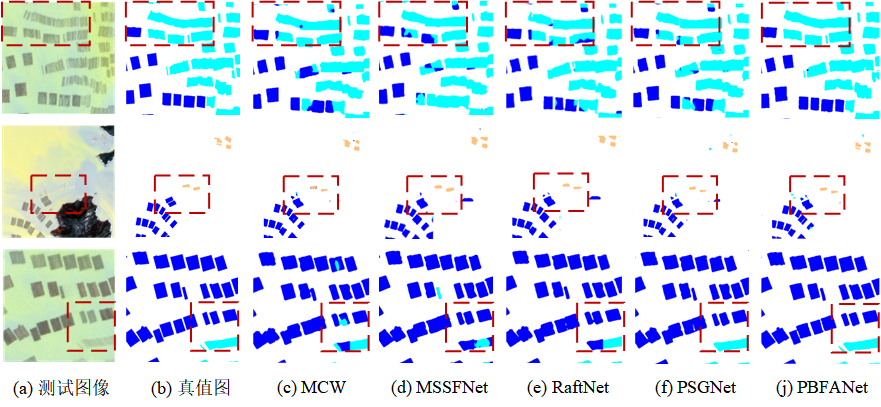 (a) 测试图像 (b) 真值图 (c) MCW (d) MSSFNet (e) RaftNet (f) PSGNet (j) PBFANet